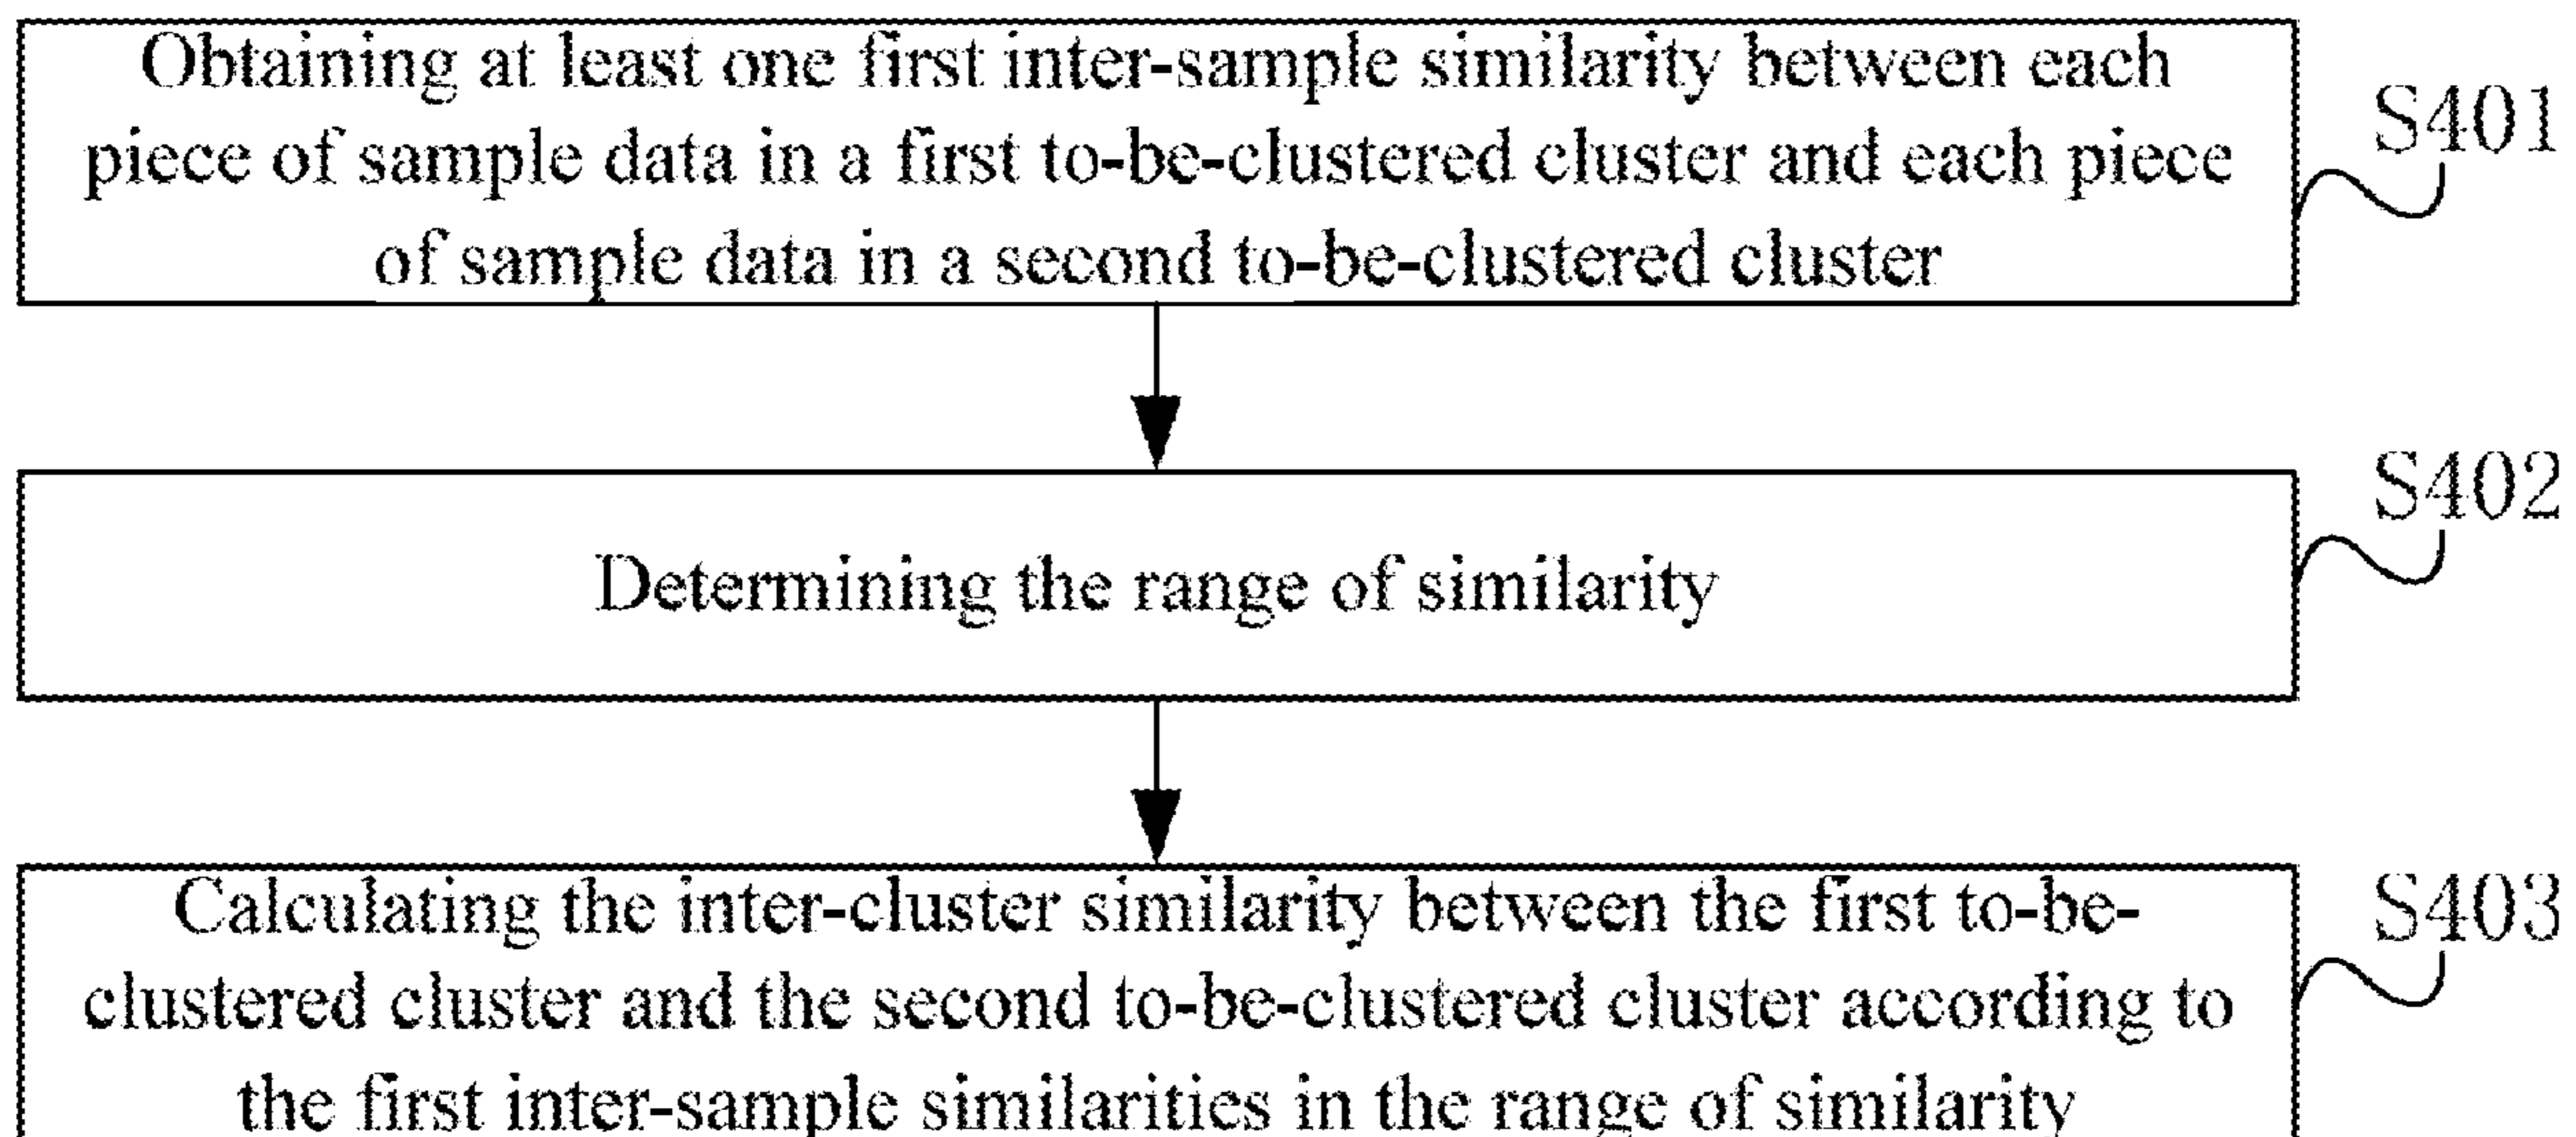 Obtaining at least one first inter-sample similarity between each
piece of sample data in a first to-be-clustered cluster and each piece
of sample data in a second to-be-clustered cluster
S401
Determining the range of similarity
S402
Calculating the inter-cluster similarity between the first to-be-
clustered cluster and the second to-be-clustered cluster according to
the first inter-sample similarities in the range of similarity
S403